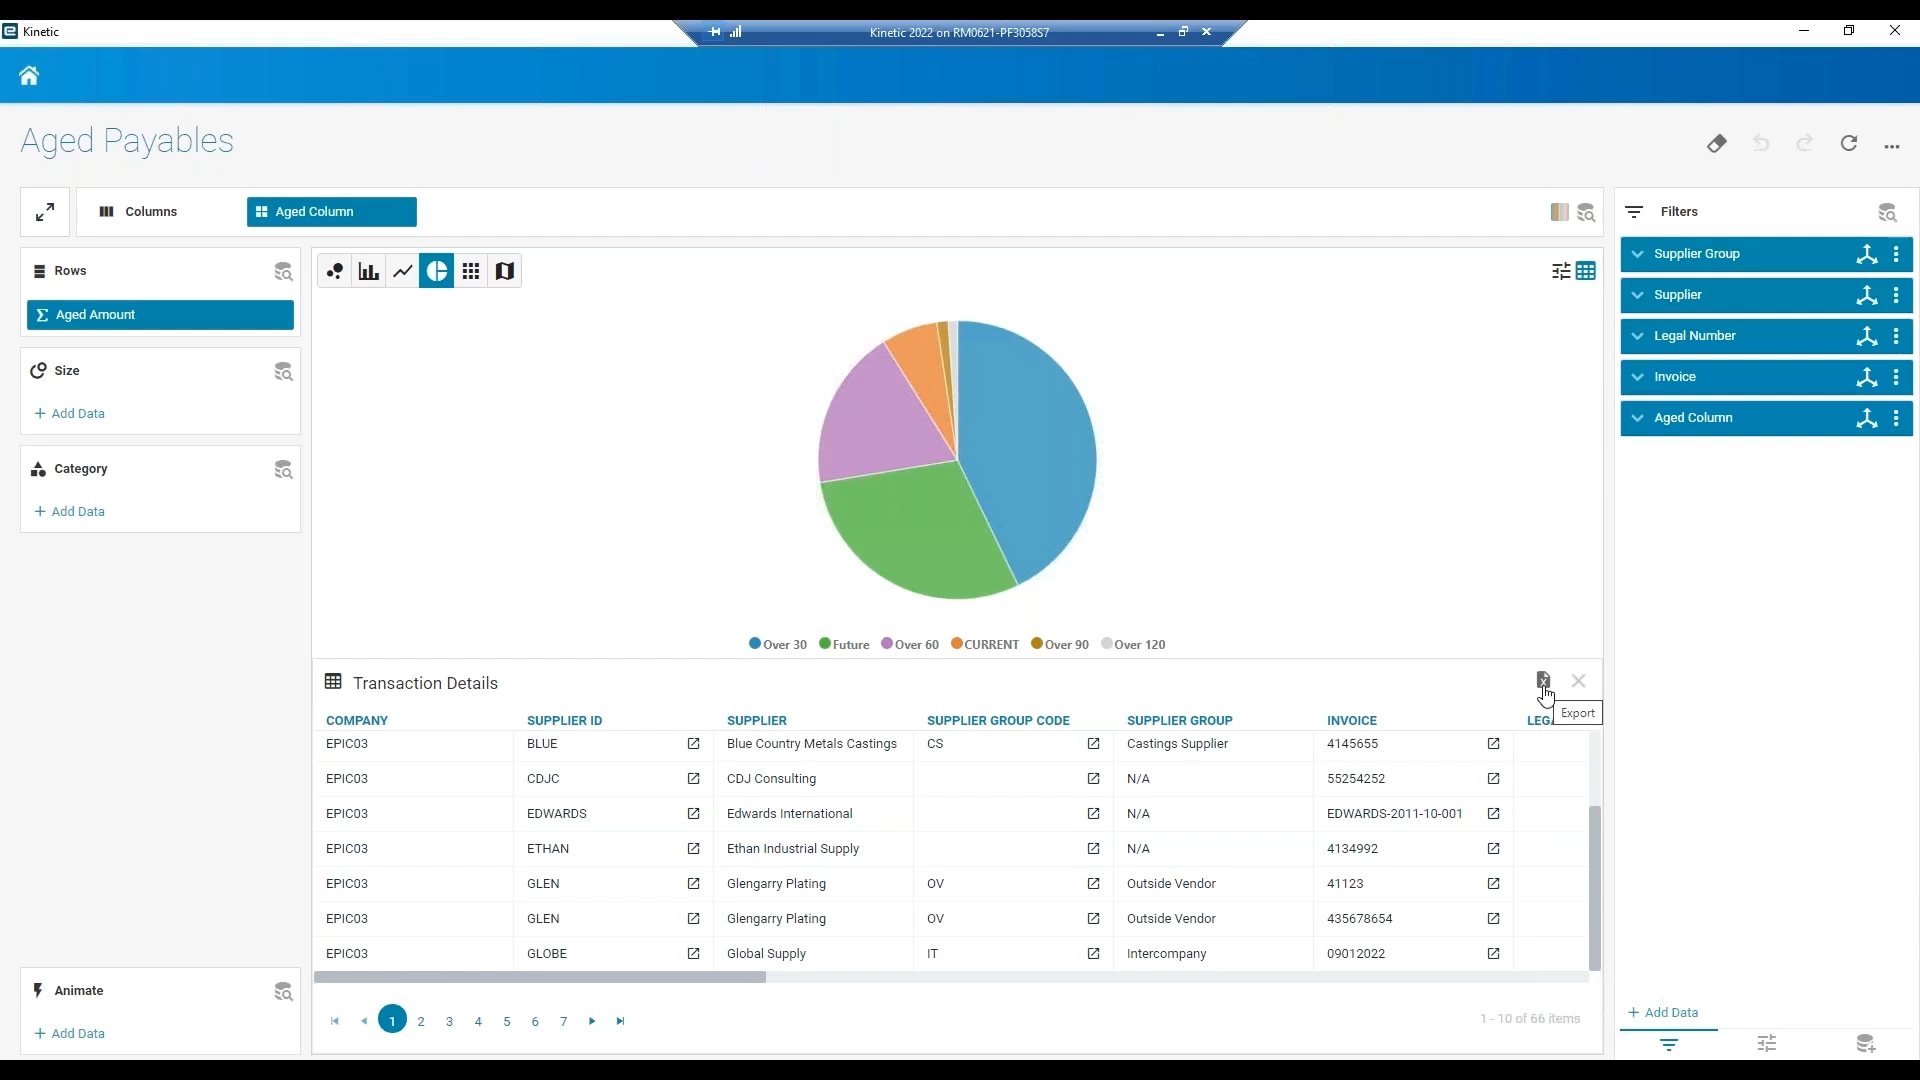 Kinetic
Kinetic 2022 on RM0621-PF3058S7
Aged Payables
Columns
Aged Column
Filters
Rows
Aged Amount
Size
+ Add Data
Category
+ Add Data
Supplier Group
Supplier
Legal Number
Invoice
Aged Column
Over 30 Future Over 60 CURRENT Over 90 Over 120
Transaction Details
Export
COMPANY SUPPLIER ID SUPPLIER SUPPLIER GROUP CODE SUPPLIER GROUP INVOICE
EPIC03 BLUE Blue Country Metals Castings CS Castings Supplier 4145655
EPIC03 CDJC CDJ Consulting N/A 55254252
EPIC03 EDWARDS Edwards International N/A EDWARDS-2011-10-001
EPIC03 ETHAN Ethan Industrial Supply N/A 4134992
EPIC03 GLEN Glengarry Plating OV Outside Vendor 41123
EPIC03 GLEN Glengarry Plating OV Outside Vendor 435678654
EPIC03 GLOBE Global Supply IT Intercompany 09012022
1 2 3 4 5 6 7
1 - 10 of 66 items
Animate
+ Add Data
+ Add Data